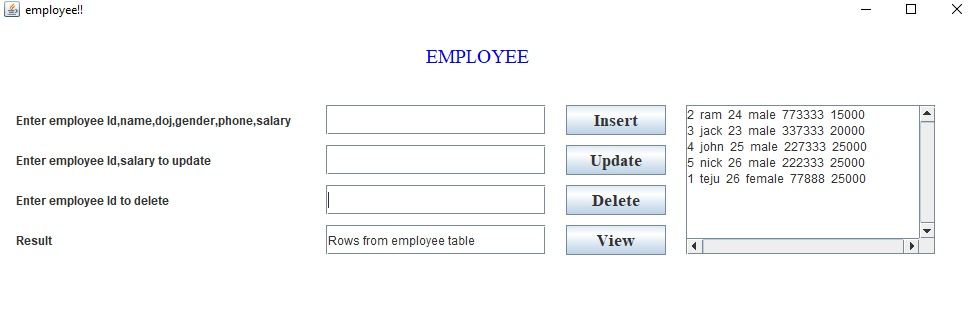 employee!!
EMPLOYEE
Enter employee Id,name,doj,gender,phone,salary
Insert
Enter employee Id,salary to update
Update
Enter employee Id to delete
Delete
Result
Rows from employee table
View
2 ram 24 male 773333 15000
3 jack 23 male 337333 20000
4 john 25 male 227333 25000
5 nick 26 male 222333 25000
1 teju 26 female 77888 25000